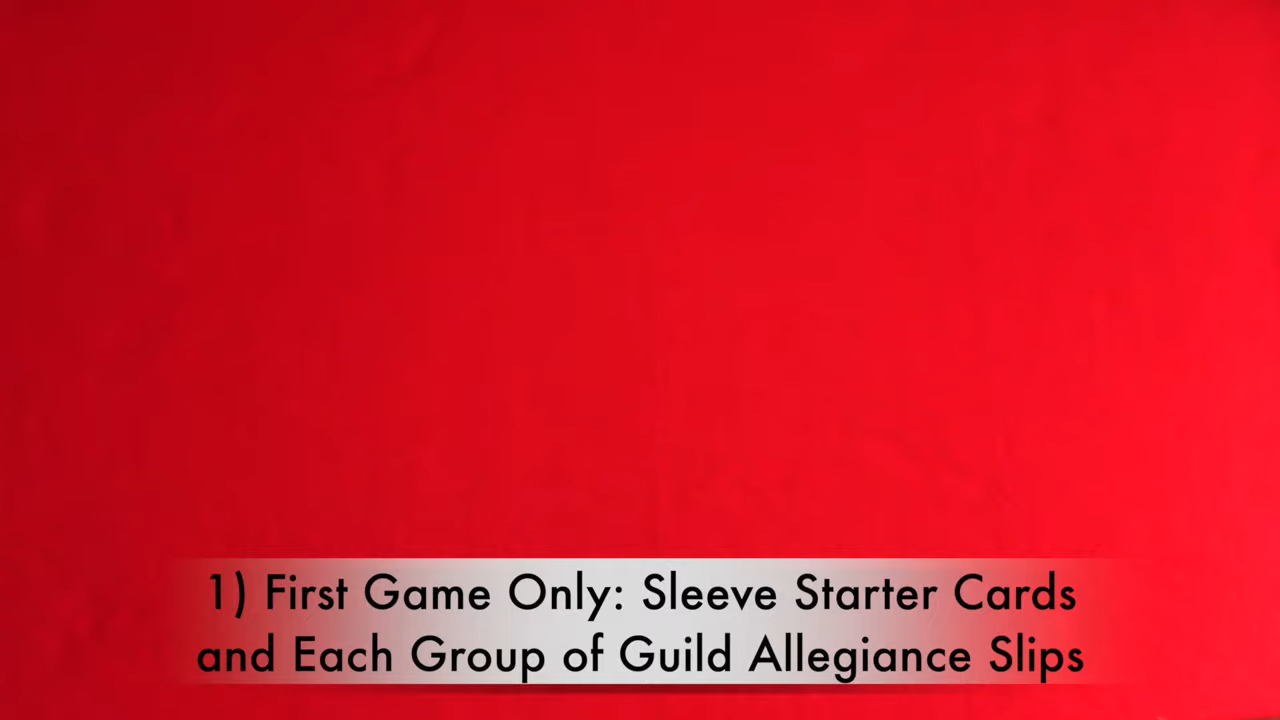 1) First Game Only: Sleeve Starter Cards
and Each Group of Guild Allegiance Slips